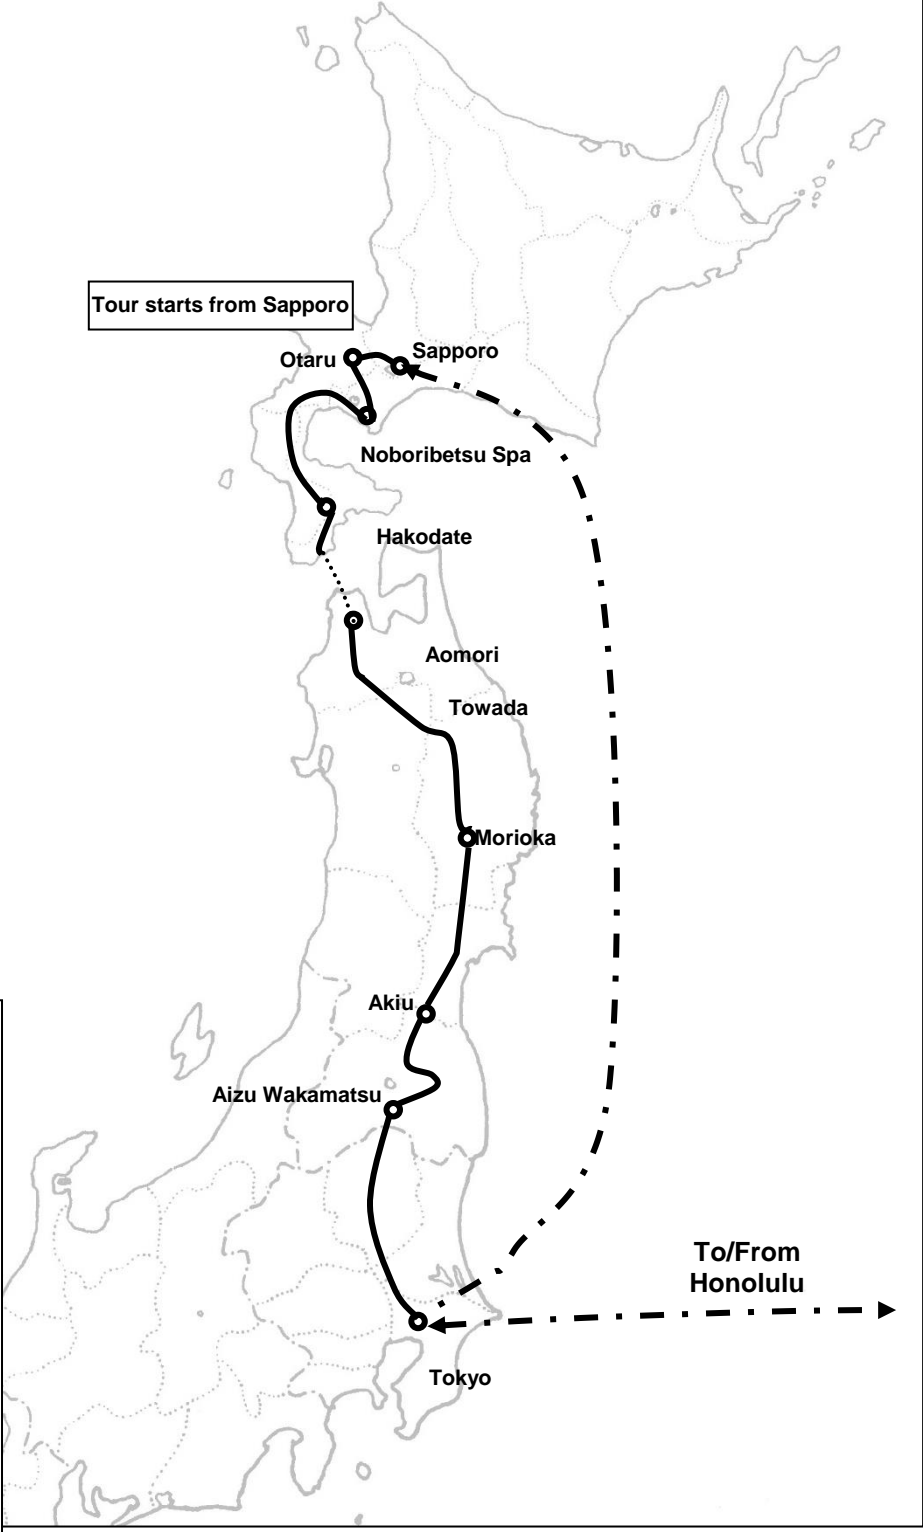 Tour starts from Sapporo
Sapporo
Otaru
Noboribetsu Spa
Hakodate
Aomori
Towada
Morioka
Akiu
Aizu Wakamatsu
To/From
Honolulu
Tokyo